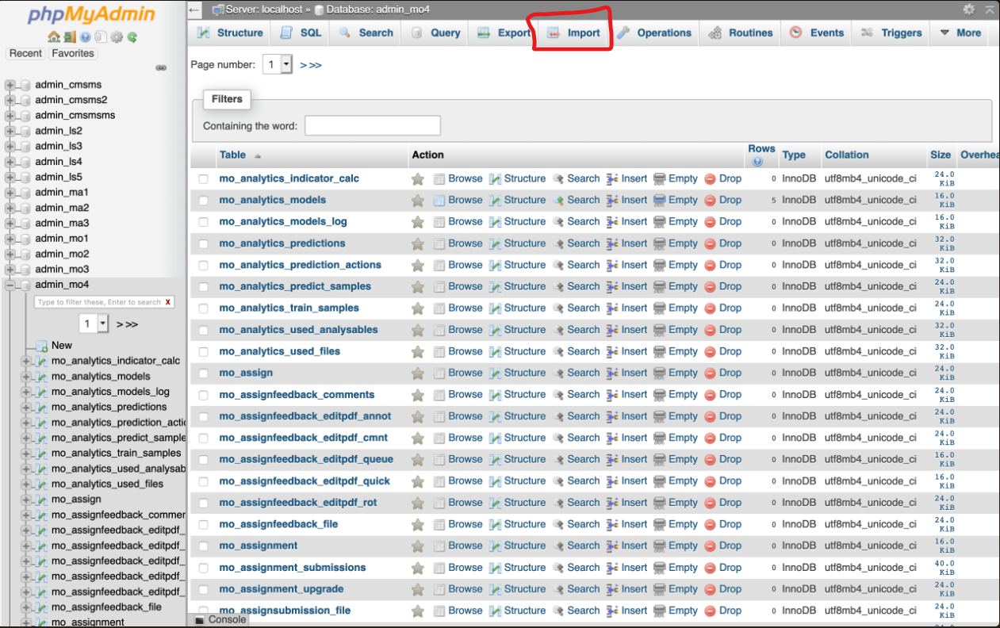 phpMyAdmin
Recent Favorites
admin_cmsms
admin_cmsms2
admin_cmsmsms
admin_ls2
admin_ls3
admin_ls4
admin_ls5
admin_ma1
admin_ma2
admin_ma3
admin_mo1
admin_mo2
admin_mo3
admin_mo4
Type to filter these, Enter to search X
1 > >>
New
mo_analytics_indicator_calc
mo_analytics_models
mo_analytics_models_log
mo_analytics_predictions
mo_analytics_prediction_actio
mo_analytics_predict_sample
mo_analytics_train_samples
mo_analytics_used_analysab
mo_analytics_used_files
mo_assign
mo_assignfeedback_commer
mo_assignfeedback_editpdf_
mo_assignfeedback_editpdf_
mo_assignfeedback_editpdf_
mo_assignfeedback_editpdf_
mo_assignfeedback_editpdf_
mo_assignfeedback_file
mo_assignment
Server: localhost » Database: admin_mo4
Structure SQL Search Query Export Import Operations Routines Events Triggers More
Page number: 1 > >>
Filters
Containing the word:
Table Action Rows Type Collation Size Overhea
mo_analytics_indicator_calc Browse Structure Search Insert Empty Drop 0 InnoDB utf8mb4_unicode_ci 24.0 KiB
mo_analytics_models Browse Structure Search Insert Empty Drop 5 InnoDB utf8mb4_unicode_ci 16.0 KiB
mo_analytics_models_log Browse Structure Search Insert Empty Drop 0 InnoDB utf8mb4_unicode_ci 16.0 KiB
mo_analytics_predictions Browse Structure Search Insert Empty Drop 0 InnoDB utf8mb4_unicode_ci 32.0 KiB
mo_analytics_prediction_actions Browse Structure Search Insert Empty Drop 0 InnoDB utf8mb4_unicode_ci 32.0 KiB
mo_analytics_predict_samples Browse Structure Search Insert Empty Drop 0 InnoDB utf8mb4_unicode_ci 24.0 KiB
mo_analytics_train_samples Browse Structure Search Insert Empty Drop 0 InnoDB utf8mb4_unicode_ci 24.0 KiB
mo_analytics_used_analysables Browse Structure Search Insert Empty Drop 0 InnoDB utf8mb4_unicode_ci 32.0 KiB
mo_analytics_used_files Browse Structure Search Insert Empty Drop 0 InnoDB utf8mb4_unicode_ci 32.0 KiB
mo_assign Browse Structure Search Insert Empty Drop 0 InnoDB utf8mb4_unicode_ci 24.0 KiB
mo_assignfeedback_comments Browse Structure Search Insert Empty Drop 0 InnoDB utf8mb4_unicode_ci 24.0 KiB
mo_assignfeedback_editpdf_annot Browse Structure Search Insert Empty Drop 0 InnoDB utf8mb4_unicode_ci 24.0 KiB
mo_assignfeedback_editpdf_cmnt Browse Structure Search Insert Empty Drop 0 InnoDB utf8mb4_unicode_ci 24.0 KiB
mo_assignfeedback_editpdf_queue Browse Structure Search Insert Empty Drop 0 InnoDB utf8mb4_unicode_ci 16.0 KiB
mo_assignfeedback_editpdf_quick Browse Structure Search Insert Empty Drop 0 InnoDB utf8mb4_unicode_ci 16.0 KiB
mo_assignfeedback_editpdf_rot Browse Structure Search Insert Empty Drop 0 InnoDB utf8mb4_unicode_ci 24.0 KiB
mo_assignfeedback_file Browse Structure Search Insert Empty Drop 0 InnoDB utf8mb4_unicode_ci 24.0 KiB
mo_assignment Browse Structure Search Insert Empty Drop 0 InnoDB utf8mb4_unicode_ci 16.0 KiB
mo_assignment_submissions Browse Structure Search Insert Empty Drop 0 InnoDB utf8mb4_unicode_ci 40.0 KiB
mo_assignment_upgrade Browse Structure Search Insert Empty Drop 0 InnoDB utf8mb4_unicode_ci 24.0 KiB
mo_assignsubmission_file Browse Structure Search Insert Empty Drop 0 InnoDB utf8mb4_unicode_ci 24.0 KiB
Console